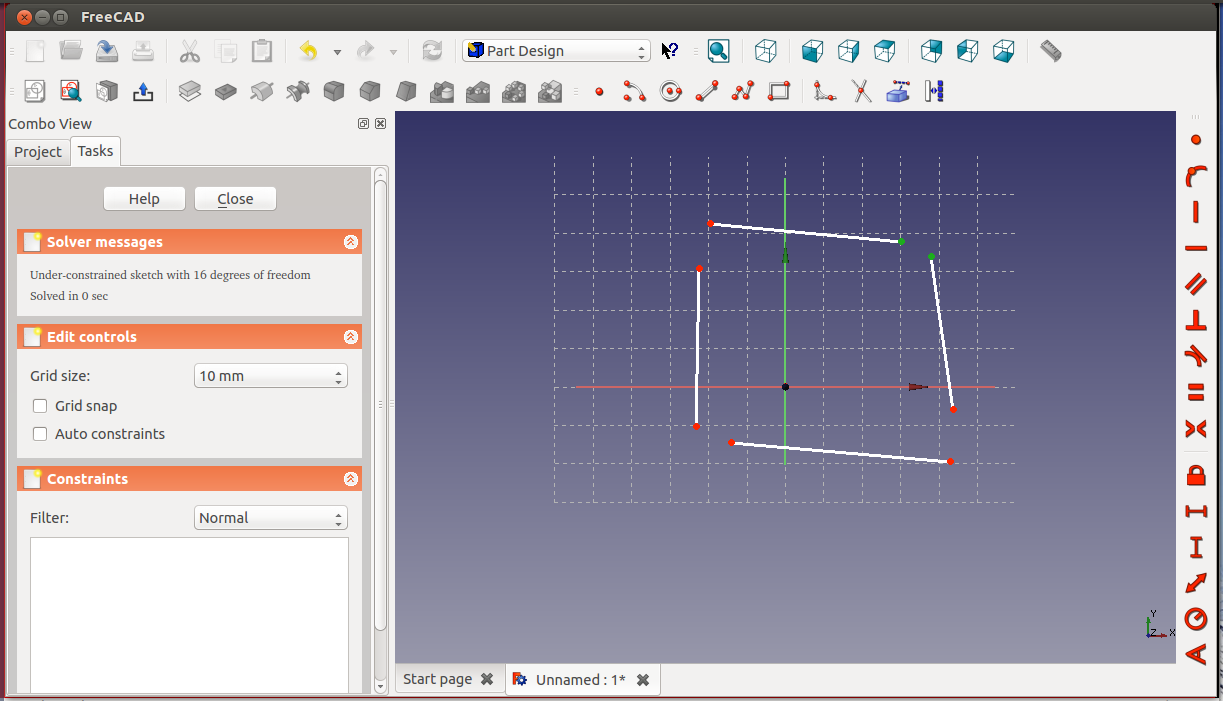 FreeCAD
Part Design
Combo View
Project
Tasks
Help
Close
Solver messages
Under-constrained sketch with 16 degrees of freedom
Solved in 0 sec
Edit controls
Grid size:
10 mm
Grid snap
Auto constraints
Constraints
Filter:
Normal
Y
Z
X
Start page
Unnamed : 1*